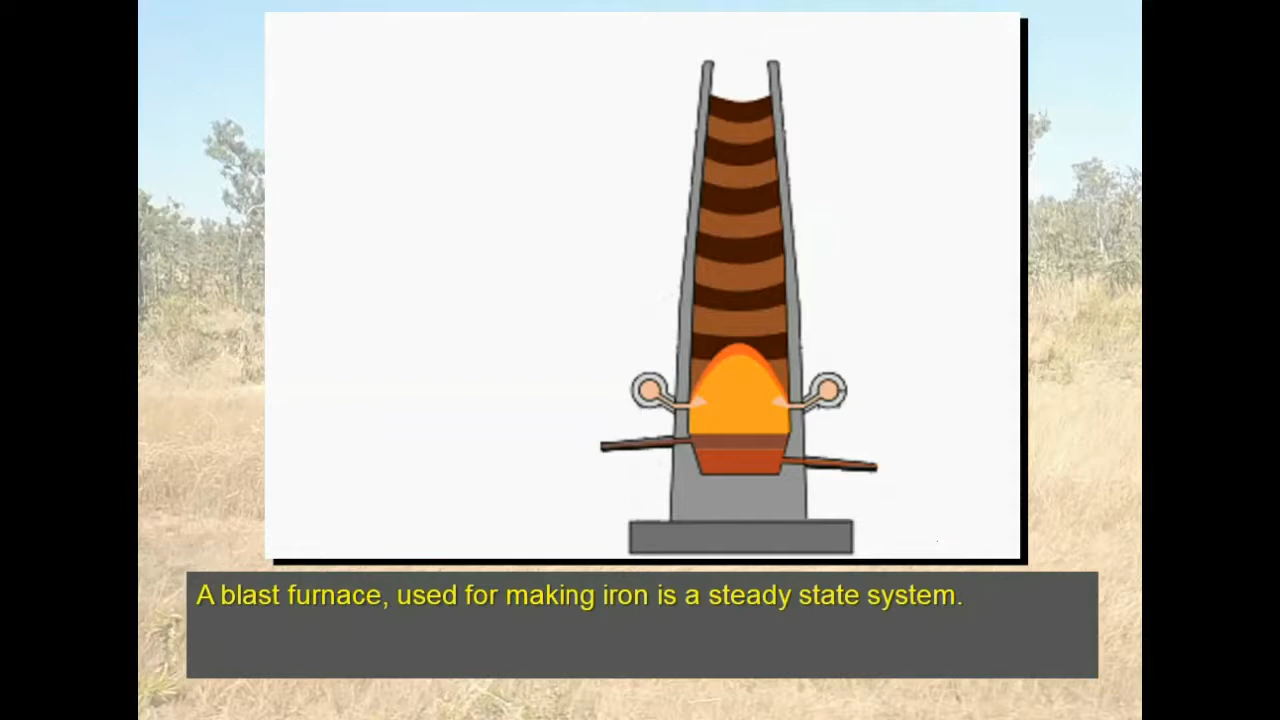 A blast furnace, used for making iron is a steady state system.